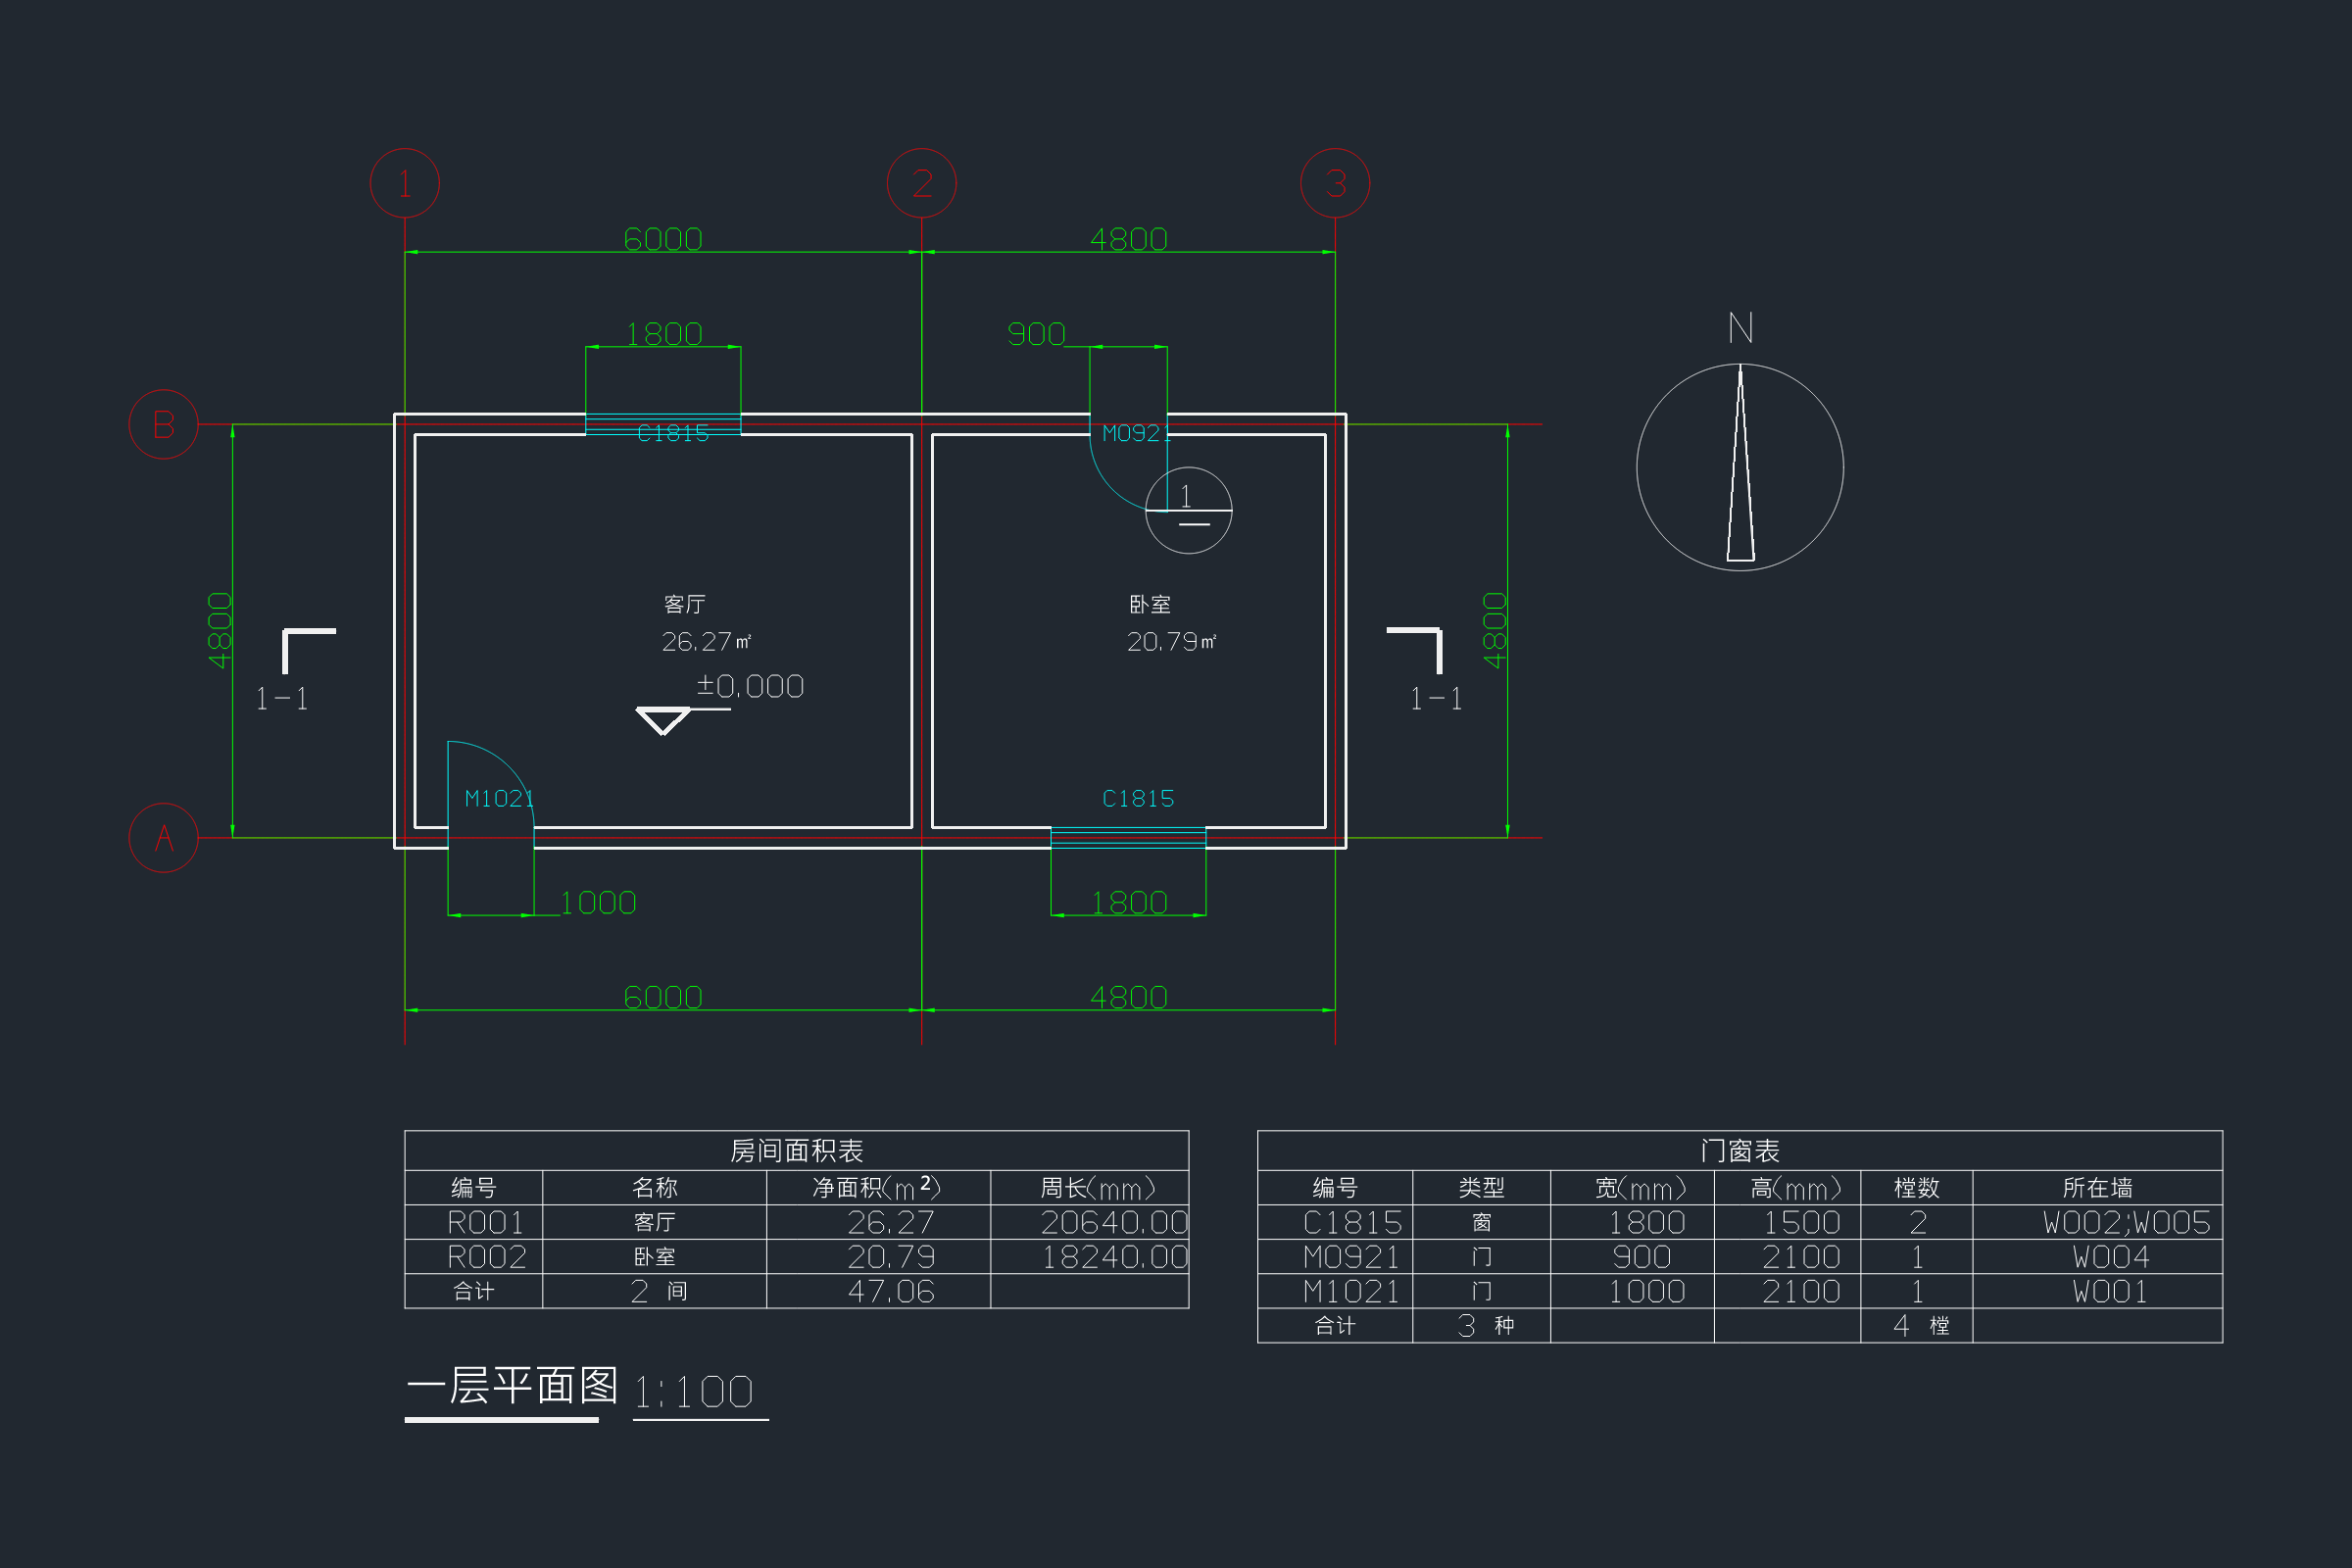 1 2 3
6000 4800
1800 900
N
B
C1815 M0921
1
—
客厅 卧室
26.27㎡ 20.79㎡
4800 4800
±0.000
1-1 1-1
M1021 C1815
A
1000 1800
6000 4800
房间面积表
编号 名称 净面积(m²) 周长(mm)
R001 客厅 26.27 20640.00
R002 卧室 20.79 18240.00
合计 2 间 47.06
门窗表
编号 类型 宽(mm) 高(mm) 樘数 所在墙
C1815 窗 1800 1500 2 W002;W005
M0921 门 900 2100 1 W004
M1021 门 1000 2100 1 W001
合计 3 种 4 樘
一层平面图 1:100